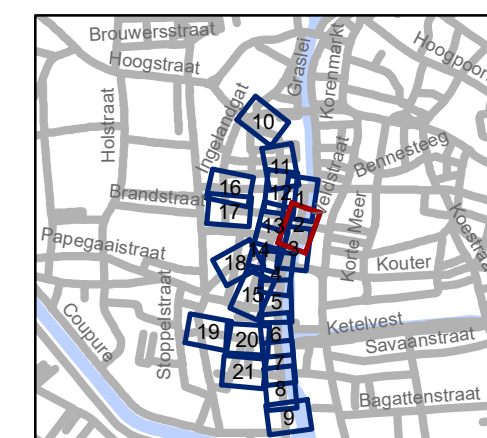 Brouwersstraat
Hoogstraat
Graslei
Korenmarkt
Hoogpoort
Holstraat
Ingelandgat
10
Bennesteeg
11
Veldstraat
16
12
1
Brandstraat
17
13
2
Korte Meer
Koestraat
Papegaaistraat
14
3
18
4
Kouter
15
5
Coupure
Stoppelstraat
19
20
6
Ketelvest
Savaanstraat
21
7
8
Bagattenstraat
9